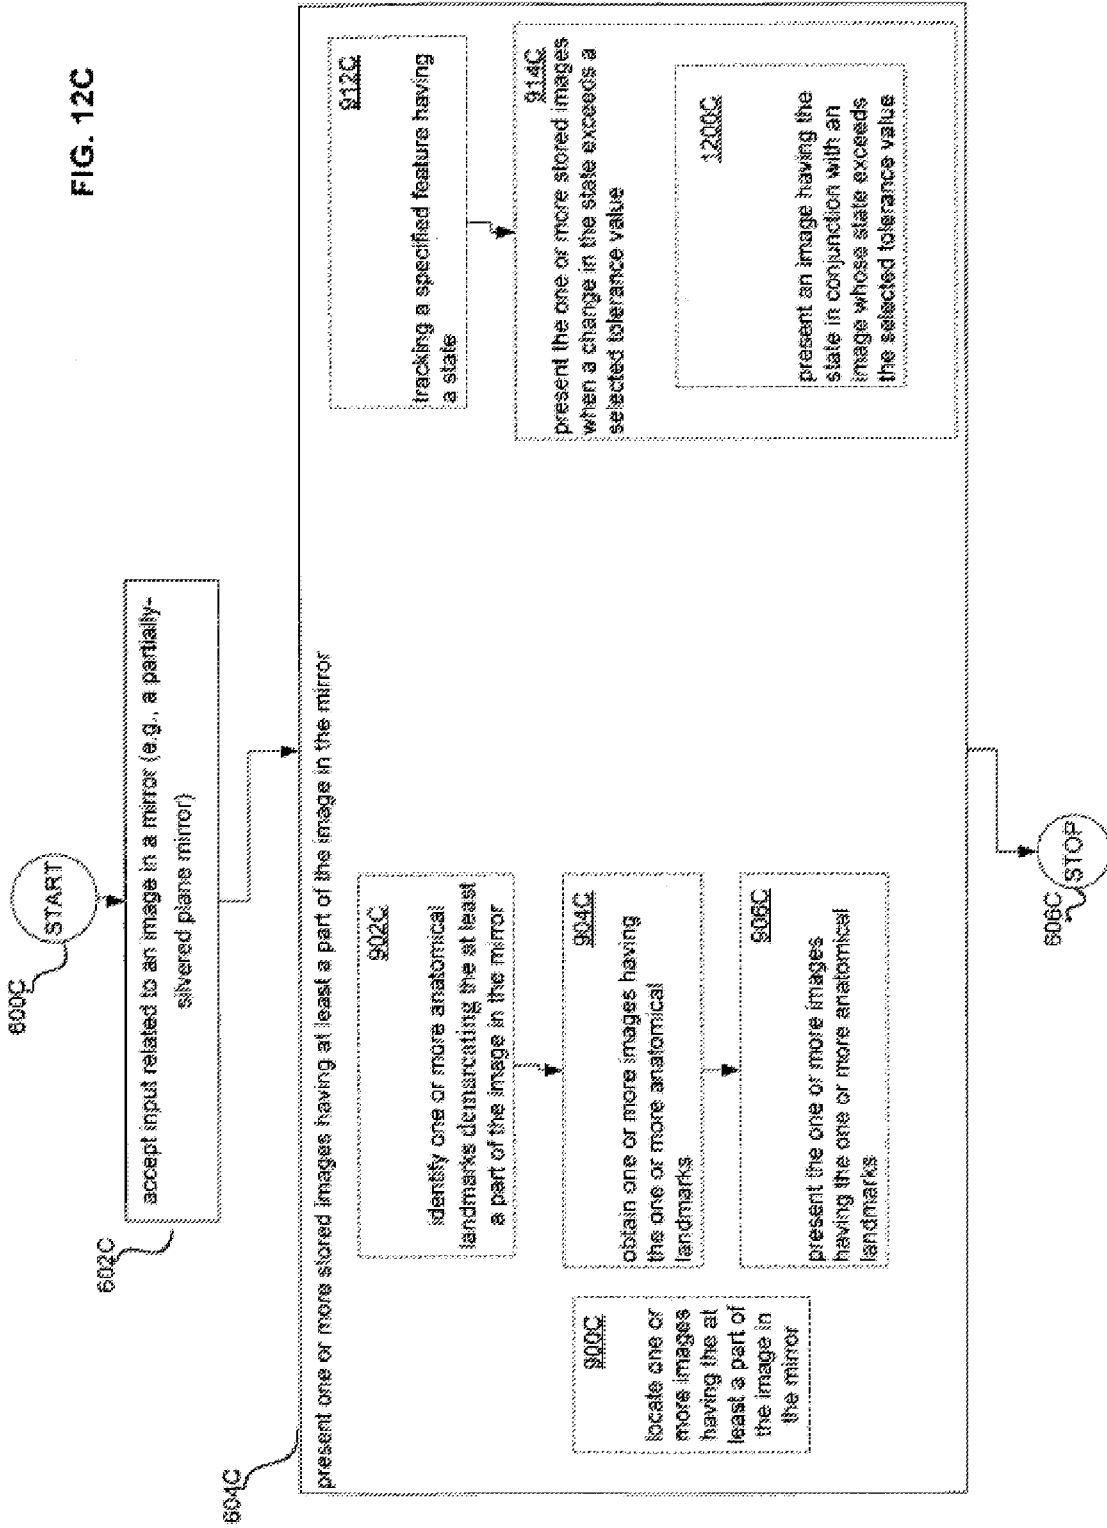 FIG. 12C
600C
START
602C
accept input related to an image in a mirror (e.g., a partially-
silvered plane mirror)
604C
present one or more stored images having at least a part of the image in the mirror
900C
locate one or
more images
having the at
least a part of
the image in
the mirror
902C
identify one or more anatomical
landmarks demarcating the at least
a part of the image in the mirror
904C
obtain one or more images having
the one or more anatomical
landmarks
906C
present the one or more images
having the one or more anatomical
landmarks
912C
tracking a specified feature having
a state
914C
present the one or more stored images
when a change in the state exceeds a
selected tolerance value
1200C
present an image having the
state in conjunction with an
image whose state exceeds
the selected tolerance value
606C
STOP